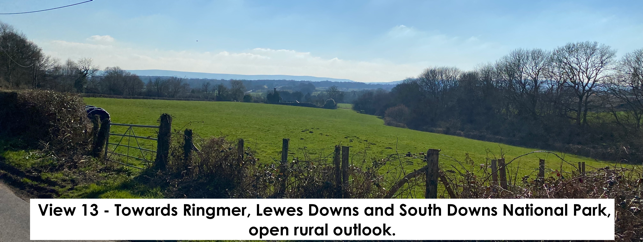 View 13 - Towards Ringmer, Lewes Downs and South Downs National Park,
open rural outlook.